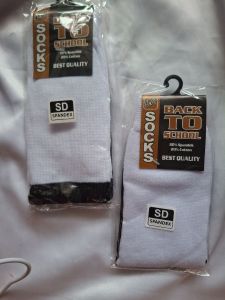 SOCKS
BACK
TO
SCHOOL
BEST QUALITY
SD
SPANDEX
SOCKS
BACK
TO
SCHOOL
BEST QUALITY
SD
SPANDEX